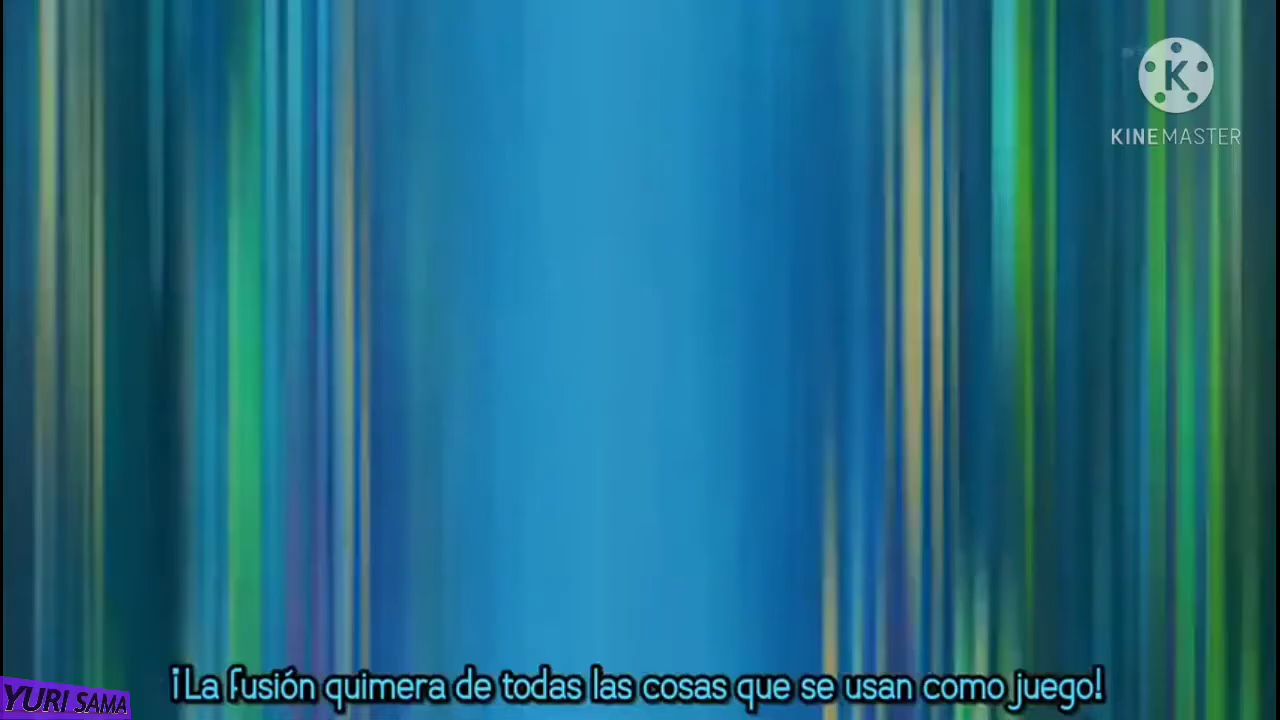 K
KINEMASTER
¡La fusión quimera de todas las cosas que se usan como juego!
YURI SAMA